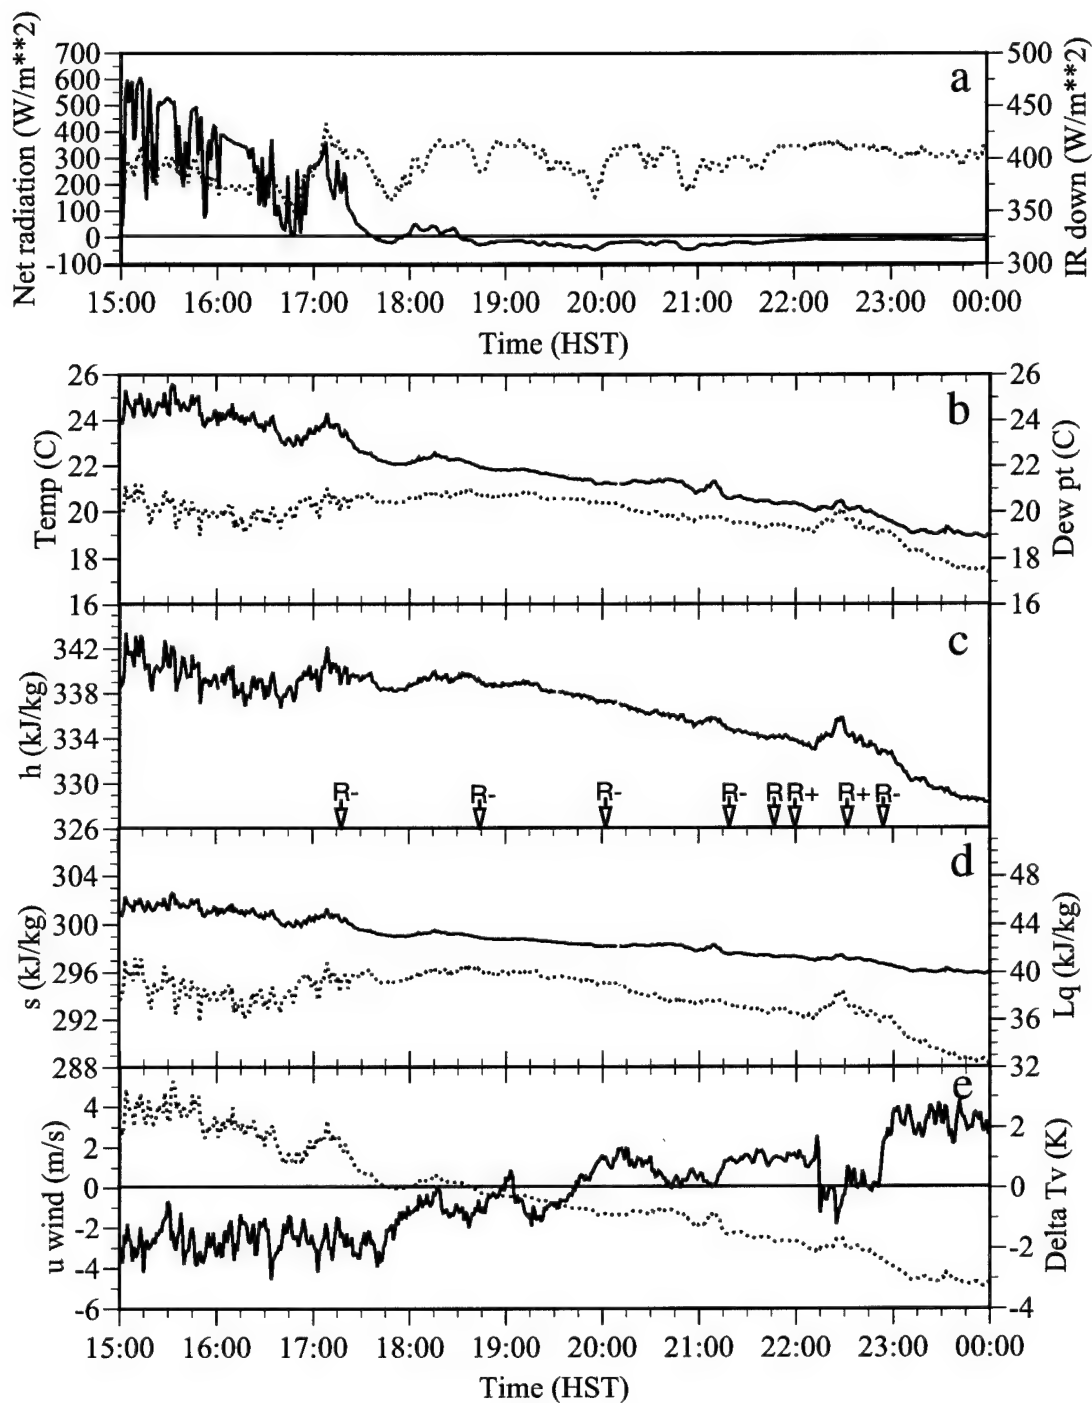 a
Net radiation (W/m**2)
700
600
500
400
300
200
100
0
-100
IR down (W/m**2)
500
450
400
350
300
15:00 16:00 17:00 18:00 19:00 20:00 21:00 22:00 23:00 00:00
Time (HST)
b
Temp (C)
26
24
22
20
18
16
Dew pt (C)
26
24
22
20
18
16
c
h (kJ/kg)
342
338
334
330
326
R- R- R- R- R R+ R+ R-
d
s (kJ/kg)
304
300
296
292
288
Lq (kJ/kg)
48
44
40
36
32
e
u wind (m/s)
4
2
0
-2
-4
-6
Delta Tv (K)
2
0
-2
-4
15:00 16:00 17:00 18:00 19:00 20:00 21:00 22:00 23:00 00:00
Time (HST)